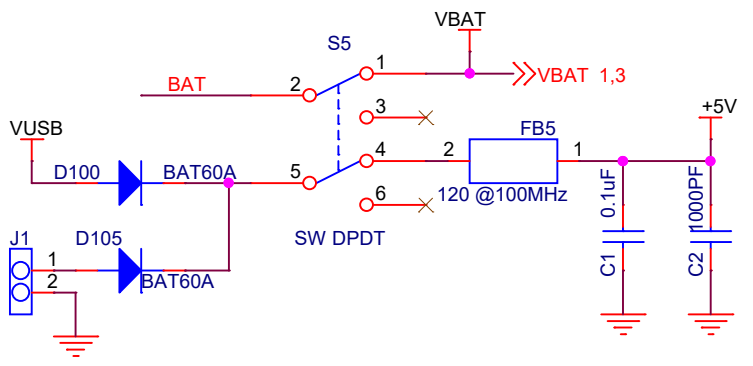 VBAT
S5
1
BAT
2
VBAT 1,3
3
+5V
VUSB
FB5
D100
BAT60A
5
4
2
1
0.1uF
1000PF
6
120 @100MHz
J1
D105
SW DPDT
1
2
BAT60A
C1
C2